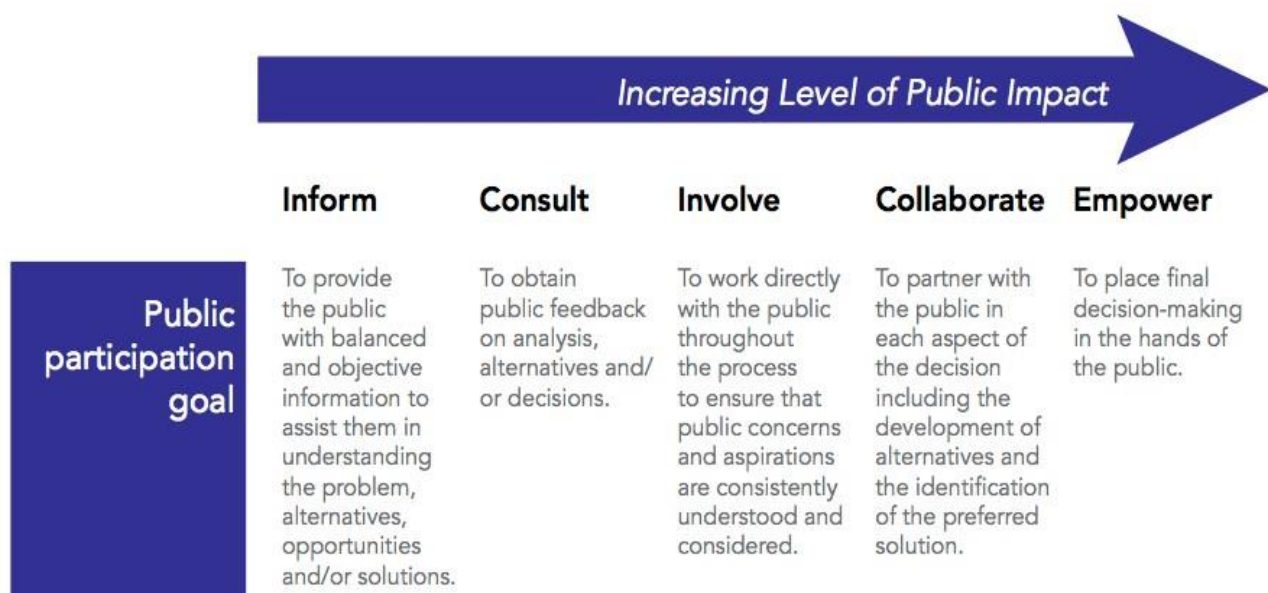 Increasing Level of Public Impact
Inform
Consult
Involve
Collaborate
Empower
Public
participation
goal
To provide
the public
with balanced
and objective
information to
assist them in
understanding
the problem,
alternatives,
opportunities
and/or solutions.
To obtain
public feedback
on analysis,
alternatives and/
or decisions.
To work directly
with the public
throughout
the process
to ensure that
public concerns
and aspirations
are consistently
understood and
considered.
To partner with
the public in
each aspect of
the decision
including the
development of
alternatives and
the identification
of the preferred
solution.
To place final
decision-making
in the hands of
the public.